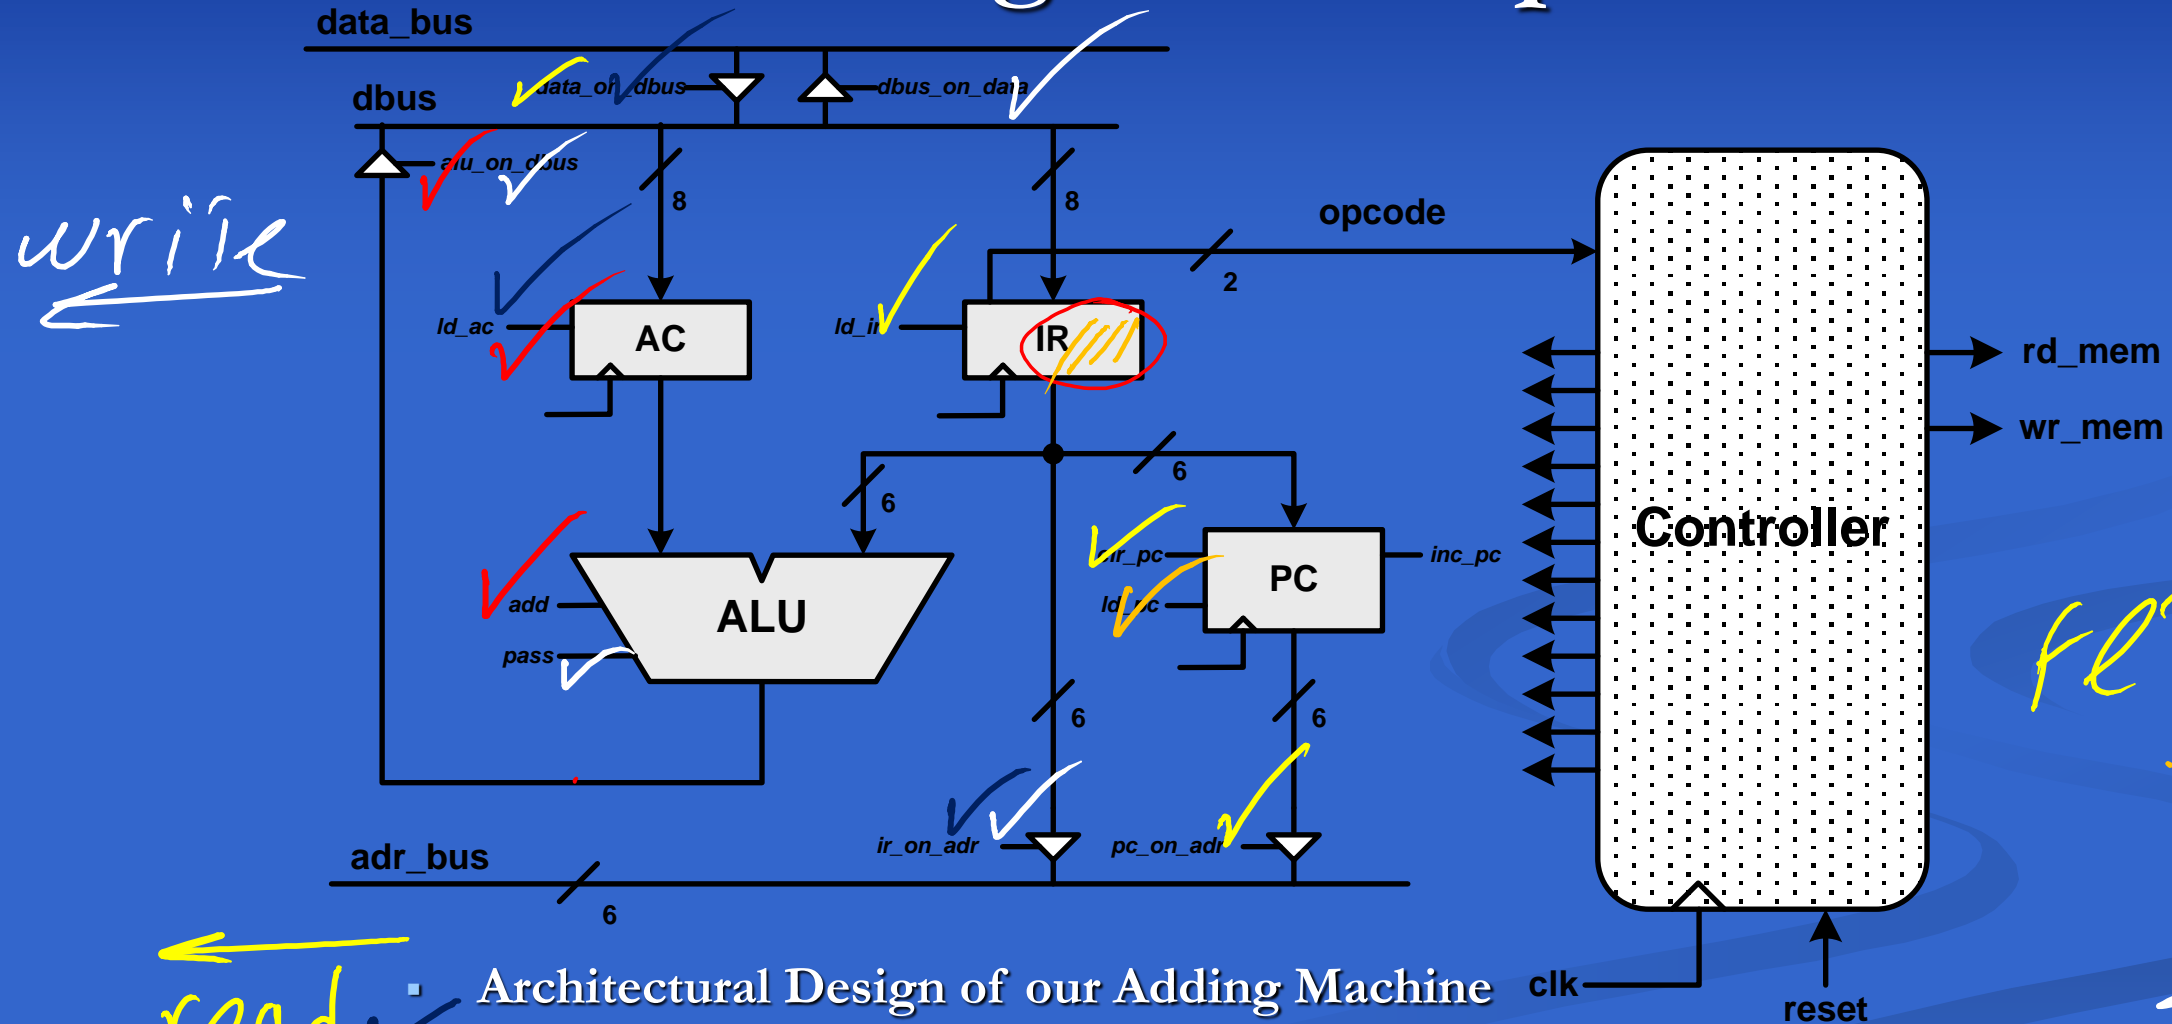 data_bus
data_on_dbus
dbus_on_data
dbus
alu_on_dbus
8
8
opcode
2
write
ld_ac
AC
ld_ir
IR
rd_mem
wr_mem
6
6
Controller
clr_pc
PC
inc_pc
ld_pc
add
ALU
pass
6
6
ir_on_adr
pc_on_adr
adr_bus
6
Architectural Design of our Adding Machine
clk
read
reset